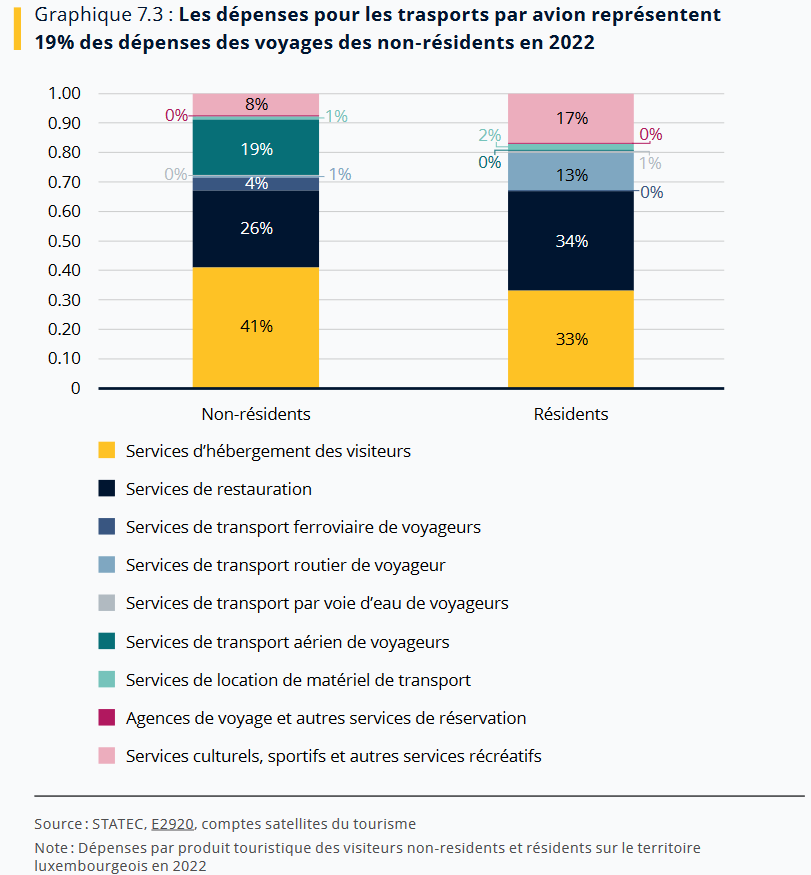 Graphique 7.3 : Les dépenses pour les trasports par avion représentent
19% des dépenses des voyages des non-résidents en 2022
1.00
0.90
0.80
0.70
0.60
0.50
0.40
0.30
0.20
0.10
0
8%
0%
1%
19%
0%
1%
4%
26%
41%
17%
2%
0%
0%
1%
13%
0%
34%
33%
Non-résidents
Résidents
Services d’hébergement des visiteurs
Services de restauration
Services de transport ferroviaire de voyageurs
Services de transport routier de voyageur
Services de transport par voie d’eau de voyageurs
Services de transport aérien de voyageurs
Services de location de matériel de transport
Agences de voyage et autres services de réservation
Services culturels, sportifs et autres services récréatifs
Source : STATEC, E2920, comptes satellites du tourisme
Note : Dépenses par produit touristique des visiteurs non-residents et résidents sur le territoire
luxembourgeois en 2022